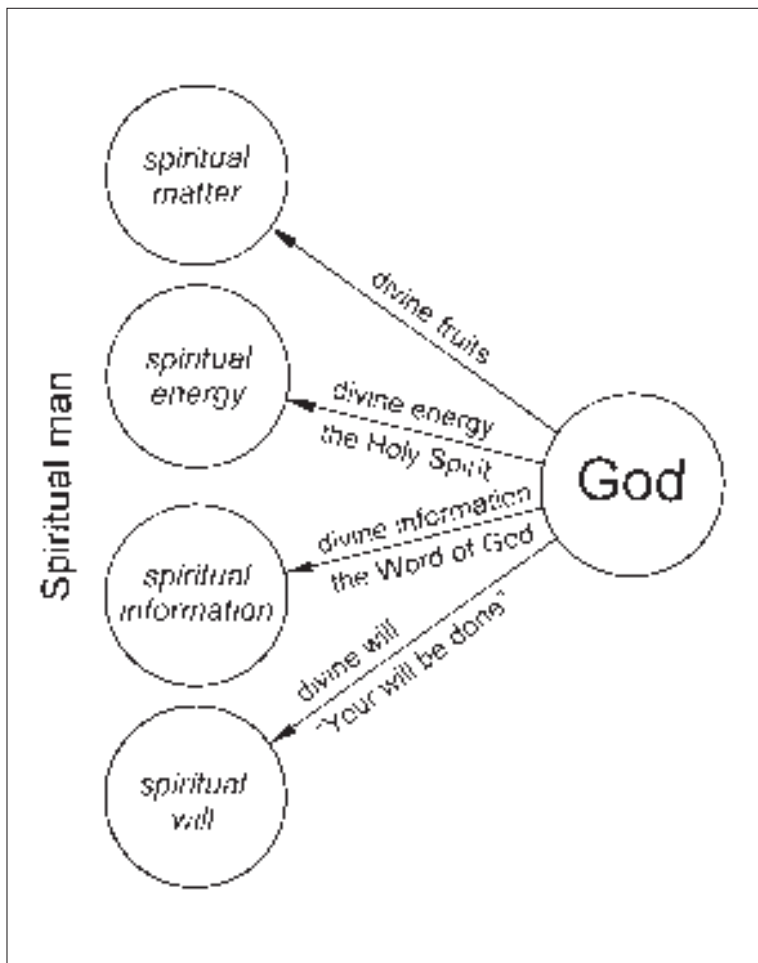 spiritual
matter
divine fruits
spiritual
energy
divine energy
the Holy Spirit
God
Spiritual man
divine information
the Word of God
spiritual
information
divine will
"Your will be done"
spiritual
will